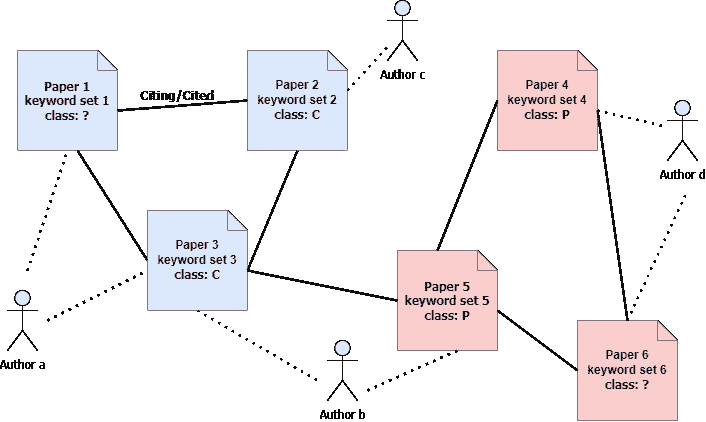 Paper 1
keyword set 1
class: ?
Citing/Cited
Paper 2
keyword set 2
class: C
Author c
Paper 4
keyword set 4
class: P
Author d
Paper 3
keyword set 3
class: C
Paper 5
keyword set 5
class: P
Author a
Author b
Paper 6
keyword set 6
class: ?